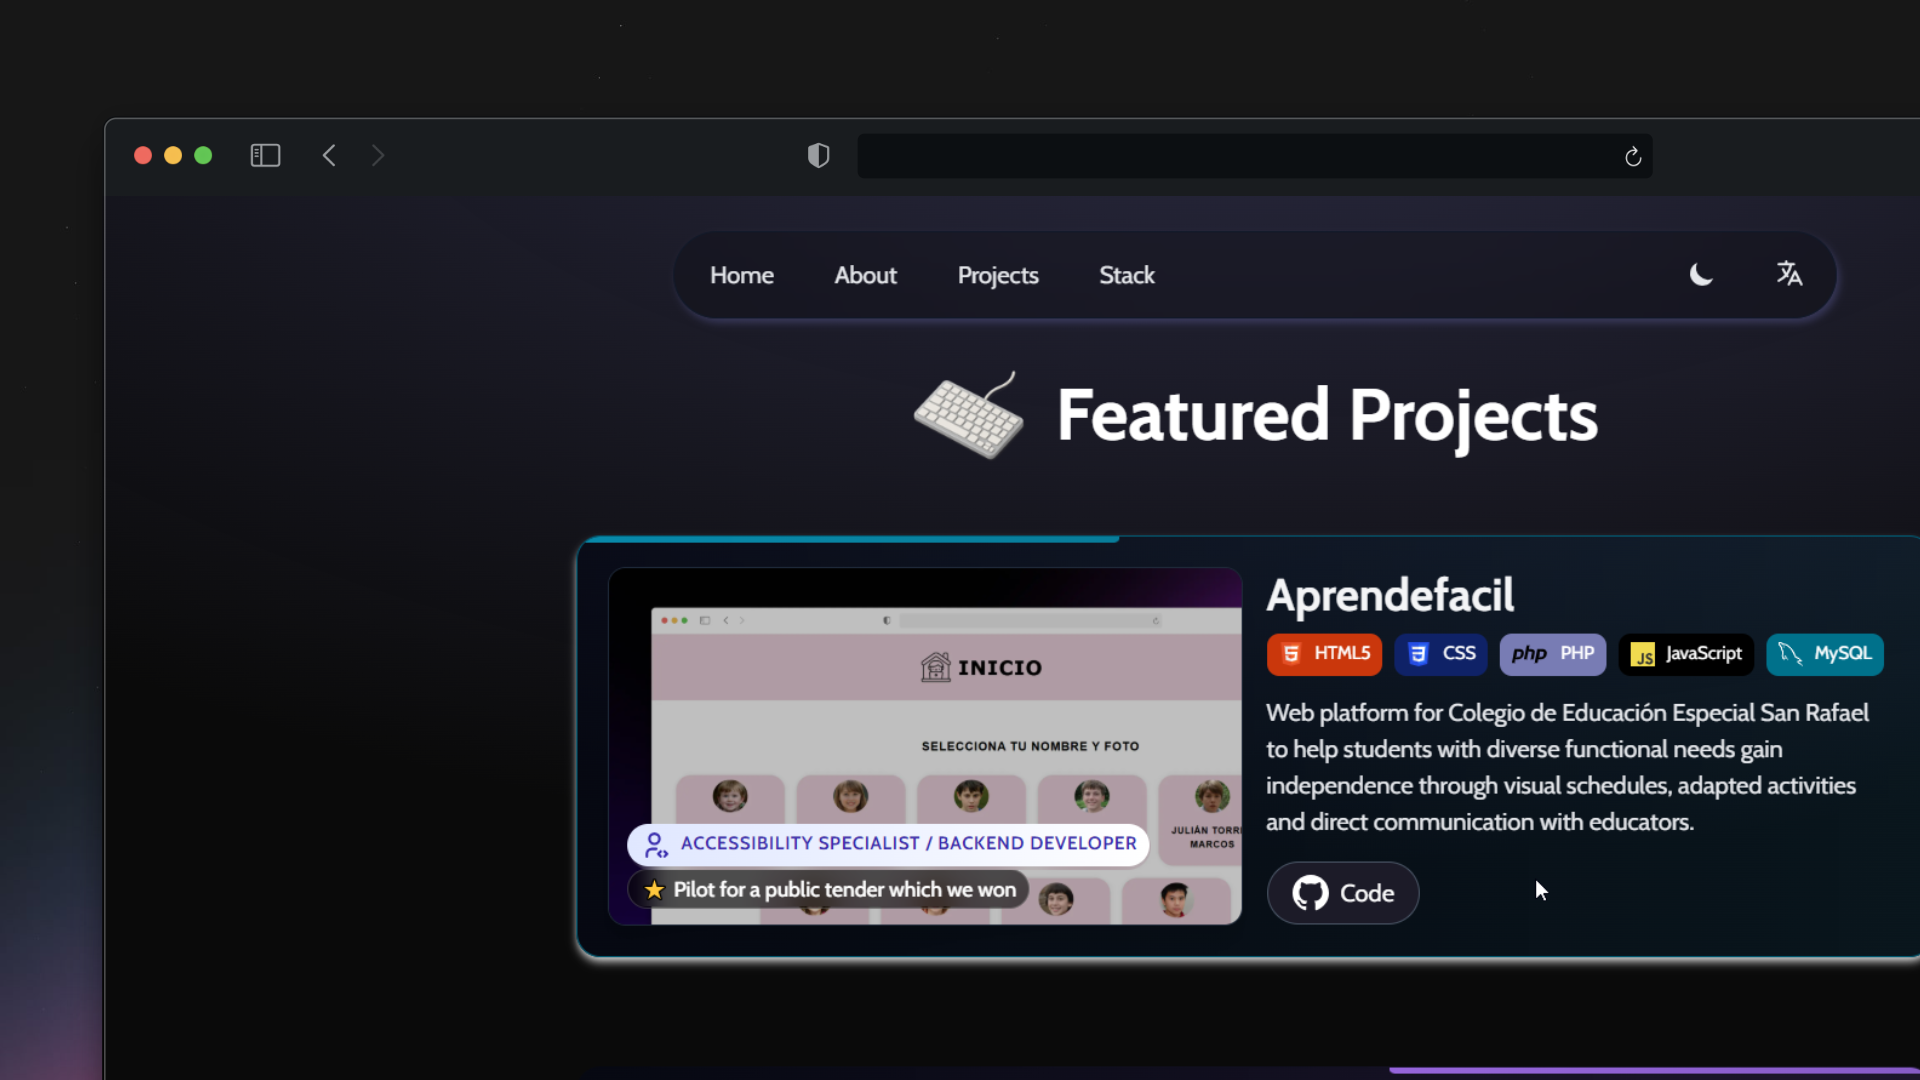 Home About Projects Stack
Featured Projects
INICIO
SELECCIONA TU NOMBRE Y FOTO
JULIÁN
MARCOS
ACCESSIBILITY SPECIALIST / BACKEND DEVELOPER
Pilot for a public tender which we won
Aprendefacil
HTML5 CSS php PHP JS JavaScript MySQL
Web platform for Colegio de Educación Especial San Rafael
to help students with diverse functional needs gain
independence through visual schedules, adapted activities
and direct communication with educators.
Code